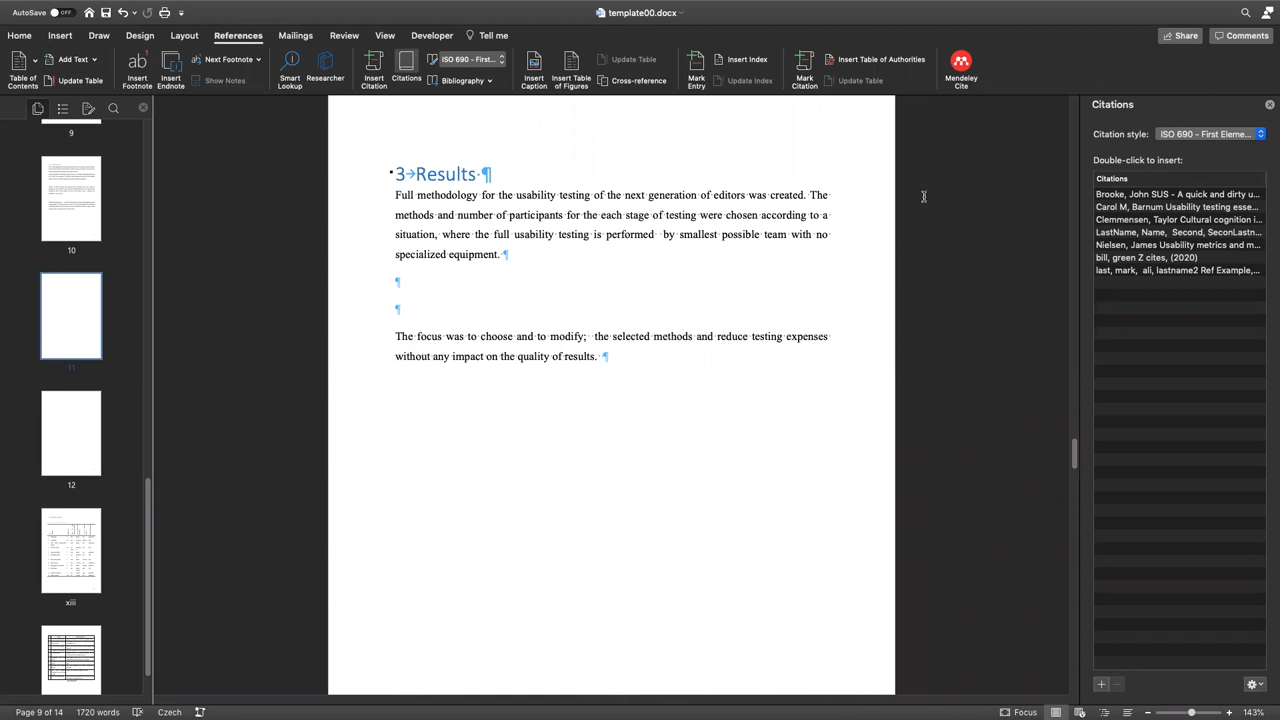 AutoSave OFF
template00.docx
Home Insert Draw Design Layout References Mailings Review View Developer Tell me
Share Comments
Table of Contents
Add Text
Update Table
Insert Footnote
Insert Endnote
Next Footnote
Show Notes
Smart Lookup
Researcher
Insert Citation
Citations
ISO 690 - First...
Bibliography
Insert Caption
Insert Table of Figures
Update Table
Cross-reference
Mark Entry
Insert Index
Update Index
Mark Citation
Insert Table of Authorities
Update Table
Mendeley Cite
9
10
11
12
xiii
3→Results ¶
Full methodology for the usability testing of the next generation of editors was created. The
methods and number of participants for the each stage of testing were chosen according to a
situation, where the full usability testing is performed by smallest possible team with no
specialized equipment. ¶
¶
¶
The focus was to choose and to modify; the selected methods and reduce testing expenses
without any impact on the quality of results. ¶
Citations
Citation style: ISO 690 - First Eleme...
Double-click to insert:
Citations
Brooke, John SUS - A quick and dirty u...
Carol M, Barnum Usability testing esse...
Clemmensen, Taylor Cultural cognition i...
LastName, Name, Second, SeconLastn...
Nielsen, James Usability metrics and m...
bill, green Z cites, (2020)
last, mark, ali, lastname2 Ref Example,...
Page 9 of 14 1720 words Czech
Focus
143%